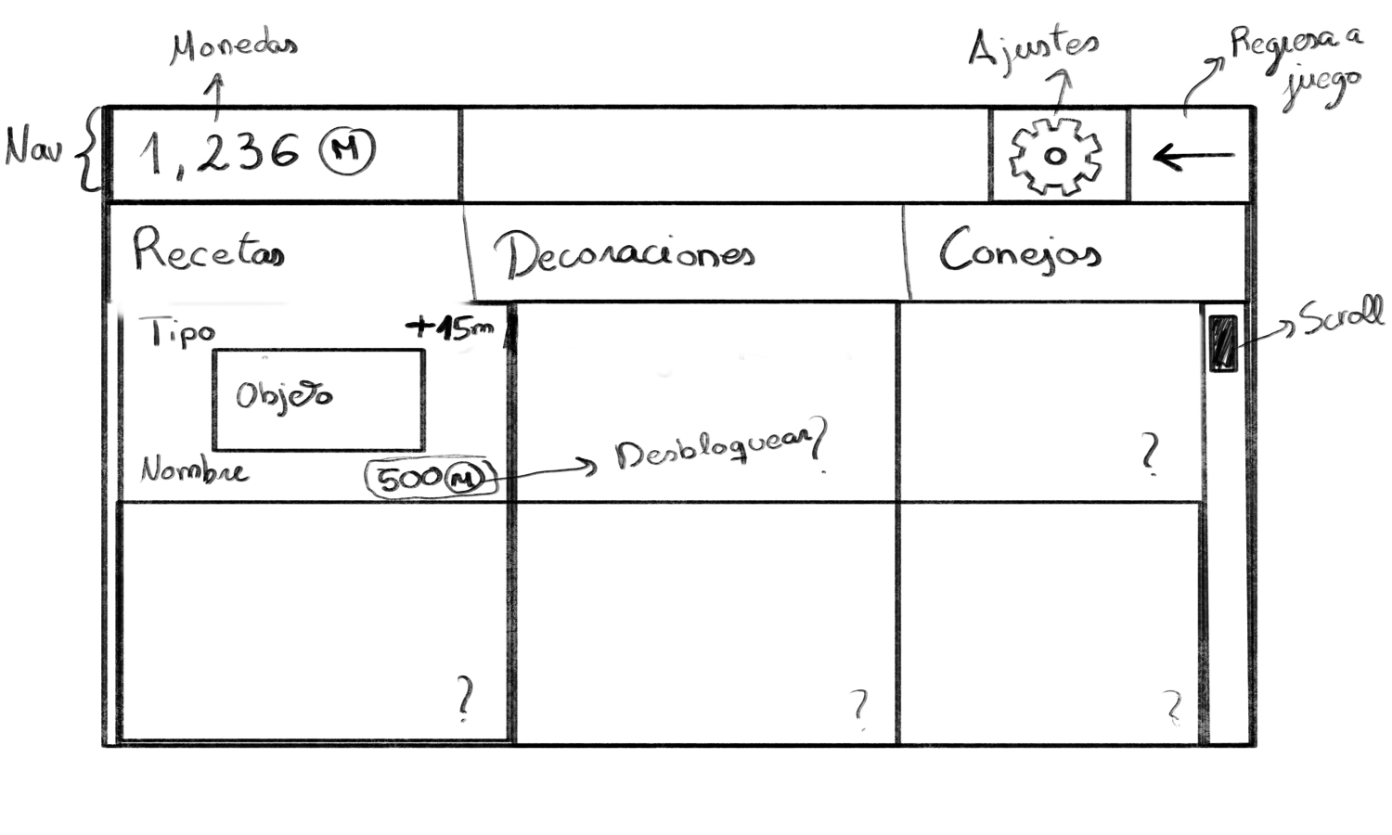 Monedas
Ajustes
Regresa a
juego
Nav
1,236 M
Recetas
Decoraciones
Conejos
Tipo
+15m
Scroll
Objeto
Desbloquear?
?
Nombre
500 M
?
?
?